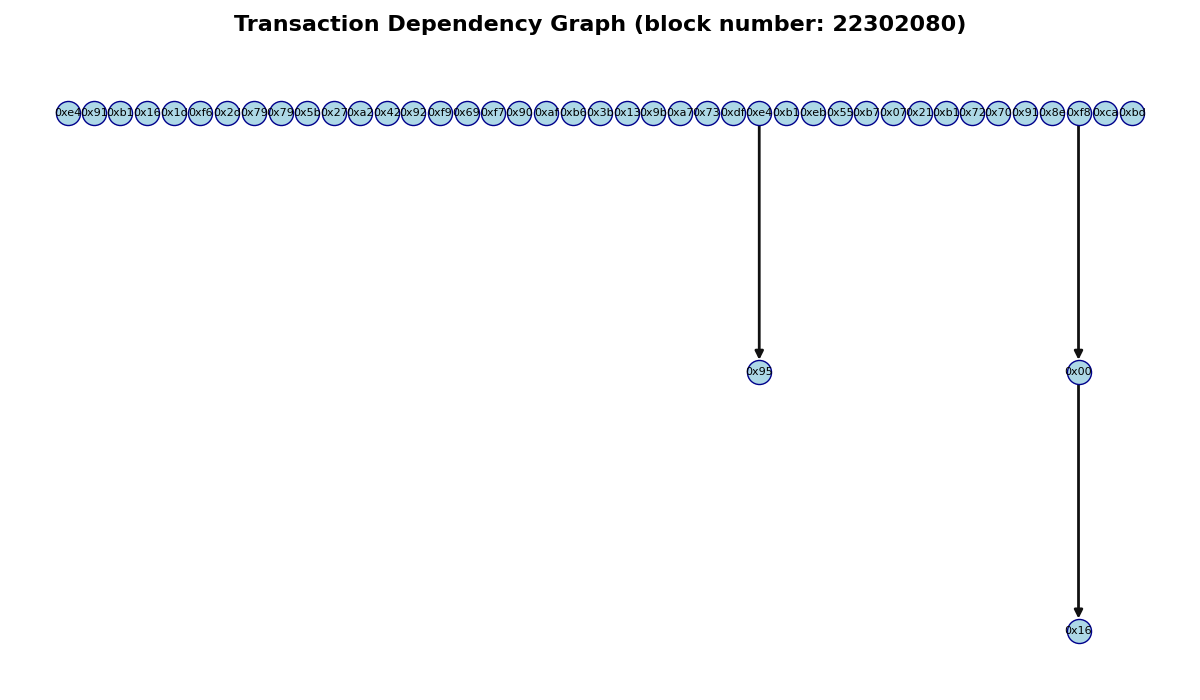 Transaction Dependency Graph (block number: 22302080)
0xe4 0x91 0xb1 0x16 0x1d 0xf6 0x2d 0x79 0x79 0x5b 0x27 0xa2 0x42 0x92 0xf9 0x69 0xf7 0x90 0xaf 0xb6 0x3b 0x13 0x9b 0xa7 0x73 0xdf 0xe4 0xb1 0xeb 0x55 0xb7 0x07 0x21 0xb1 0x72 0x70 0x91 0x8e 0xf8 0xca 0xbd
0x95 0x00
0x16